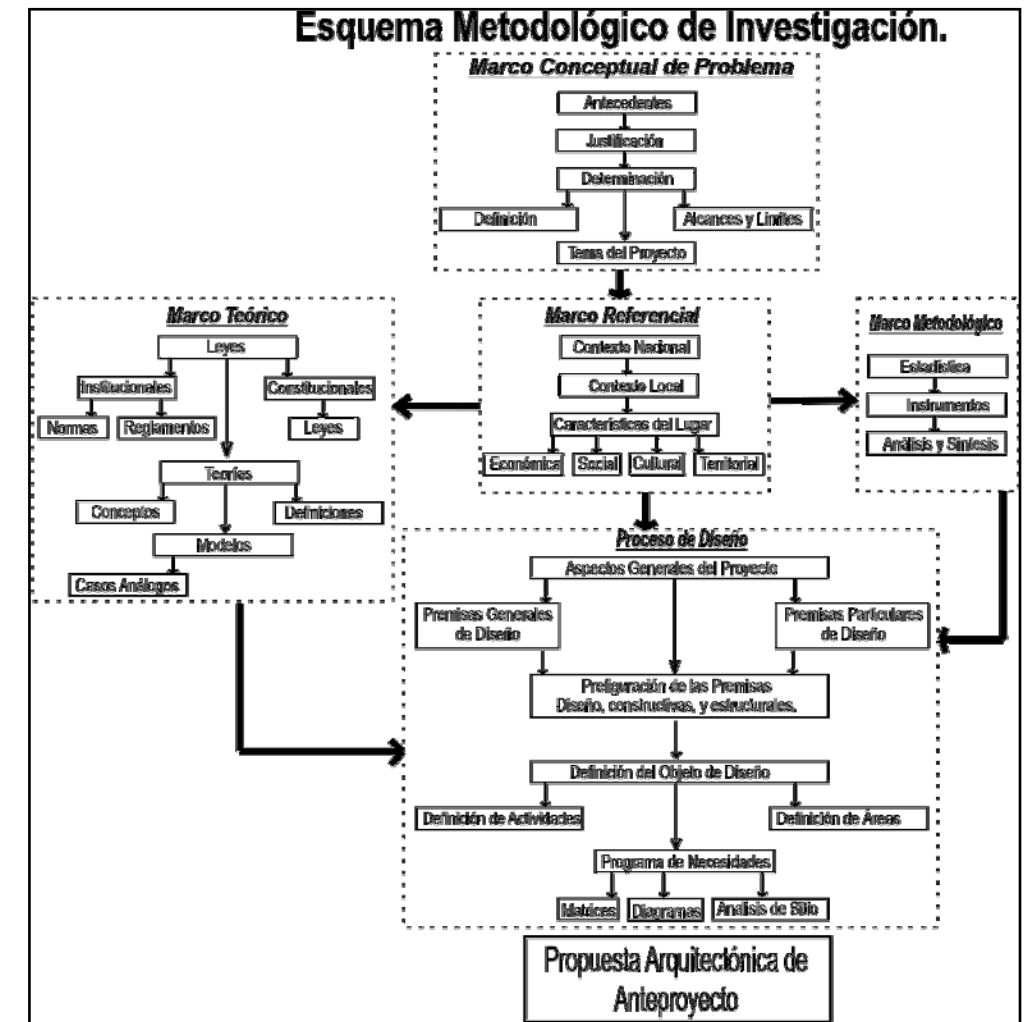 Esquema Metodológico de Investigación.
Marco Conceptual de Problema
Antecedentes
Justificación
Determinación
Definición
Alcances y Límites
Tema del Proyecto
Marco Teórico
Leyes
Institucionales
Constitucionales
Normas
Reglamentos
Leyes
Teorías
Conceptos
Definiciones
Modelos
Casos Análogos
Marco Referencial
Contexto Nacional
Contexto Local
Características del Lugar
Económica
Social
Cultural
Territorial
Marco Metodológico
Estadística
Instrumentos
Análisis y Síntesis
Proceso de Diseño
Aspectos Generales del Proyecto
Premisas Generales
de Diseño
Premisas Particulares
de Diseño
Prefiguración de las Premisas
Diseño, constructivas, y estructurales.
Definición del Objeto de Diseño
Definición de Actividades
Definición de Áreas
Programa de Necesidades
Matrices
Diagramas
Analisis de Sitio
Propuesta Arquitectónica de
Anteproyecto